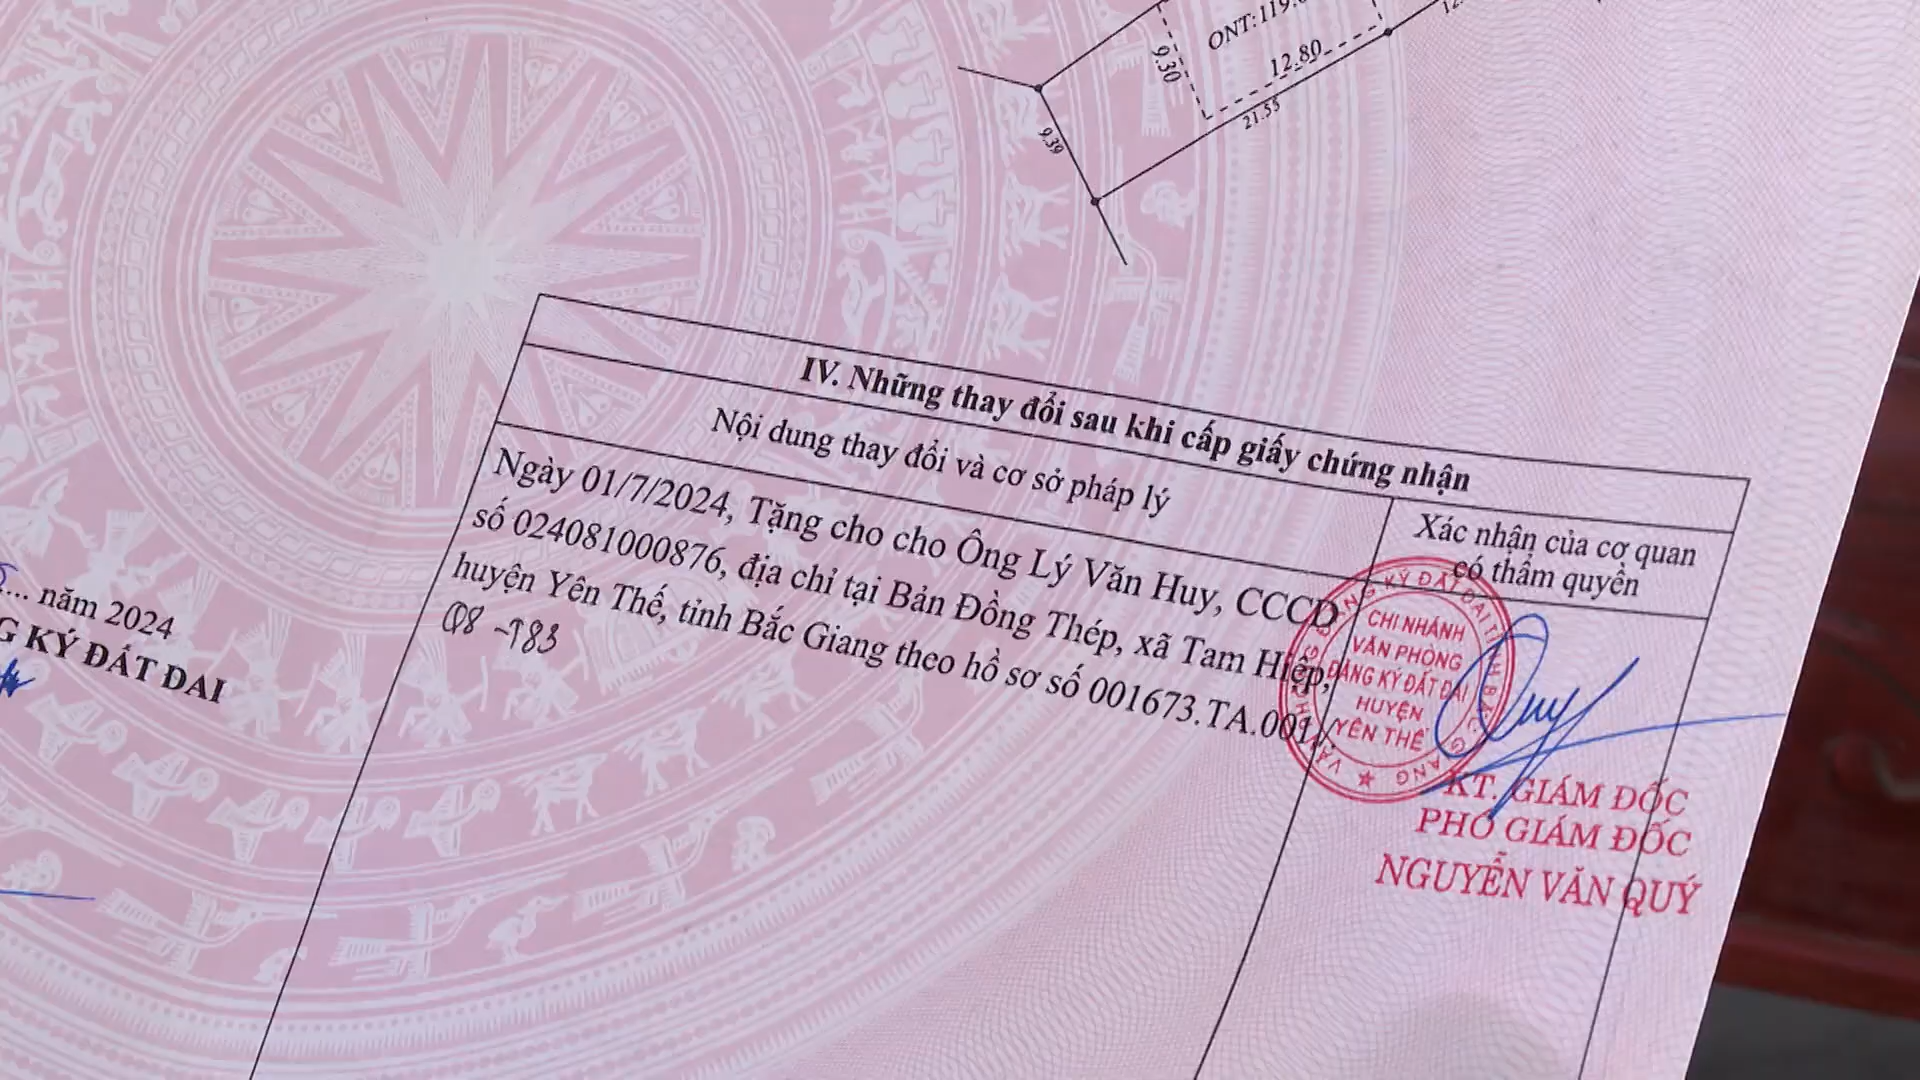 ONT:119.
12.80
9.30
21.55
9.39
IV. Những thay đổi sau khi cấp giấy chứng nhận
Nội dung thay đổi và cơ sở pháp lý
Xác nhận của cơ quan
có thẩm quyền
Ngày 01/7/2024, Tặng cho cho Ông Lý Văn Huy, CCCD
số 024081000876, địa chỉ tại Bản Đồng Thép, xã Tam Hiệp,
huyện Yên Thế, tỉnh Bắc Giang theo hồ sơ số 001673.TA.001
... năm 2024
G KÝ ĐẤT ĐAI
CHI NHÁNH
VĂN PHÒNG
ĐĂNG KÝ ĐẤT ĐAI
HUYỆN
YÊN THẾ
Quy
KT. GIÁM ĐỐC
PHÓ GIÁM ĐỐC
NGUYỄN VĂN QUÝ